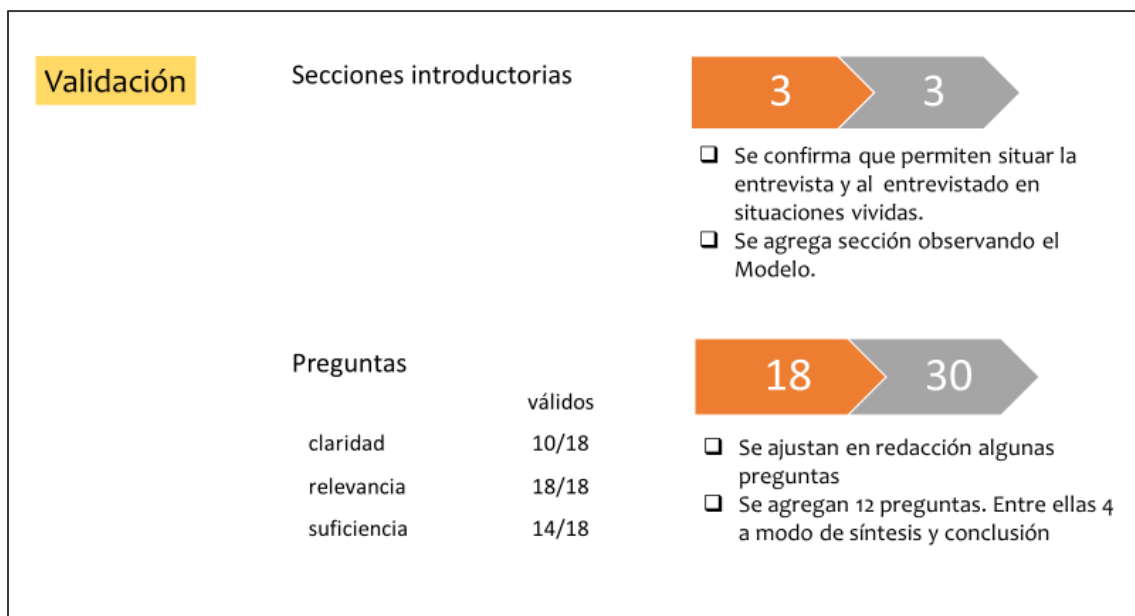 Validación
Secciones introductorias
3 3
❑ Se confirma que permiten situar la
entrevista y al entrevistado en
situaciones vividas.
❑ Se agrega sección observando el
Modelo.
Preguntas
válidos
claridad 10/18
relevancia 18/18
suficiencia 14/18
18 30
❑ Se ajustan en redacción algunas
preguntas
❑ Se agregan 12 preguntas. Entre ellas 4
a modo de síntesis y conclusión